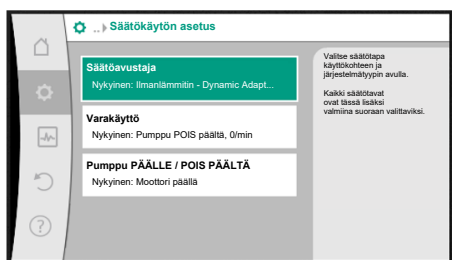 ..▸ Säätökäytön asetus
Säätöavustaja
Nykyinen: Ilmanlämmitin - Dynamic Adapt...
Varakäyttö
Nykyinen: Pumppu POIS päältä, 0/min
Pumppu PÄÄLLE / POIS PÄÄLTÄ
Nykyinen: Moottori päällä
Valitse säätötapa
käyttökohteen ja
järjestelmätyypin avulla.
Kaikki säätötavat
ovat tässä lisäksi
valmiina suoraan valittaviksi.
?